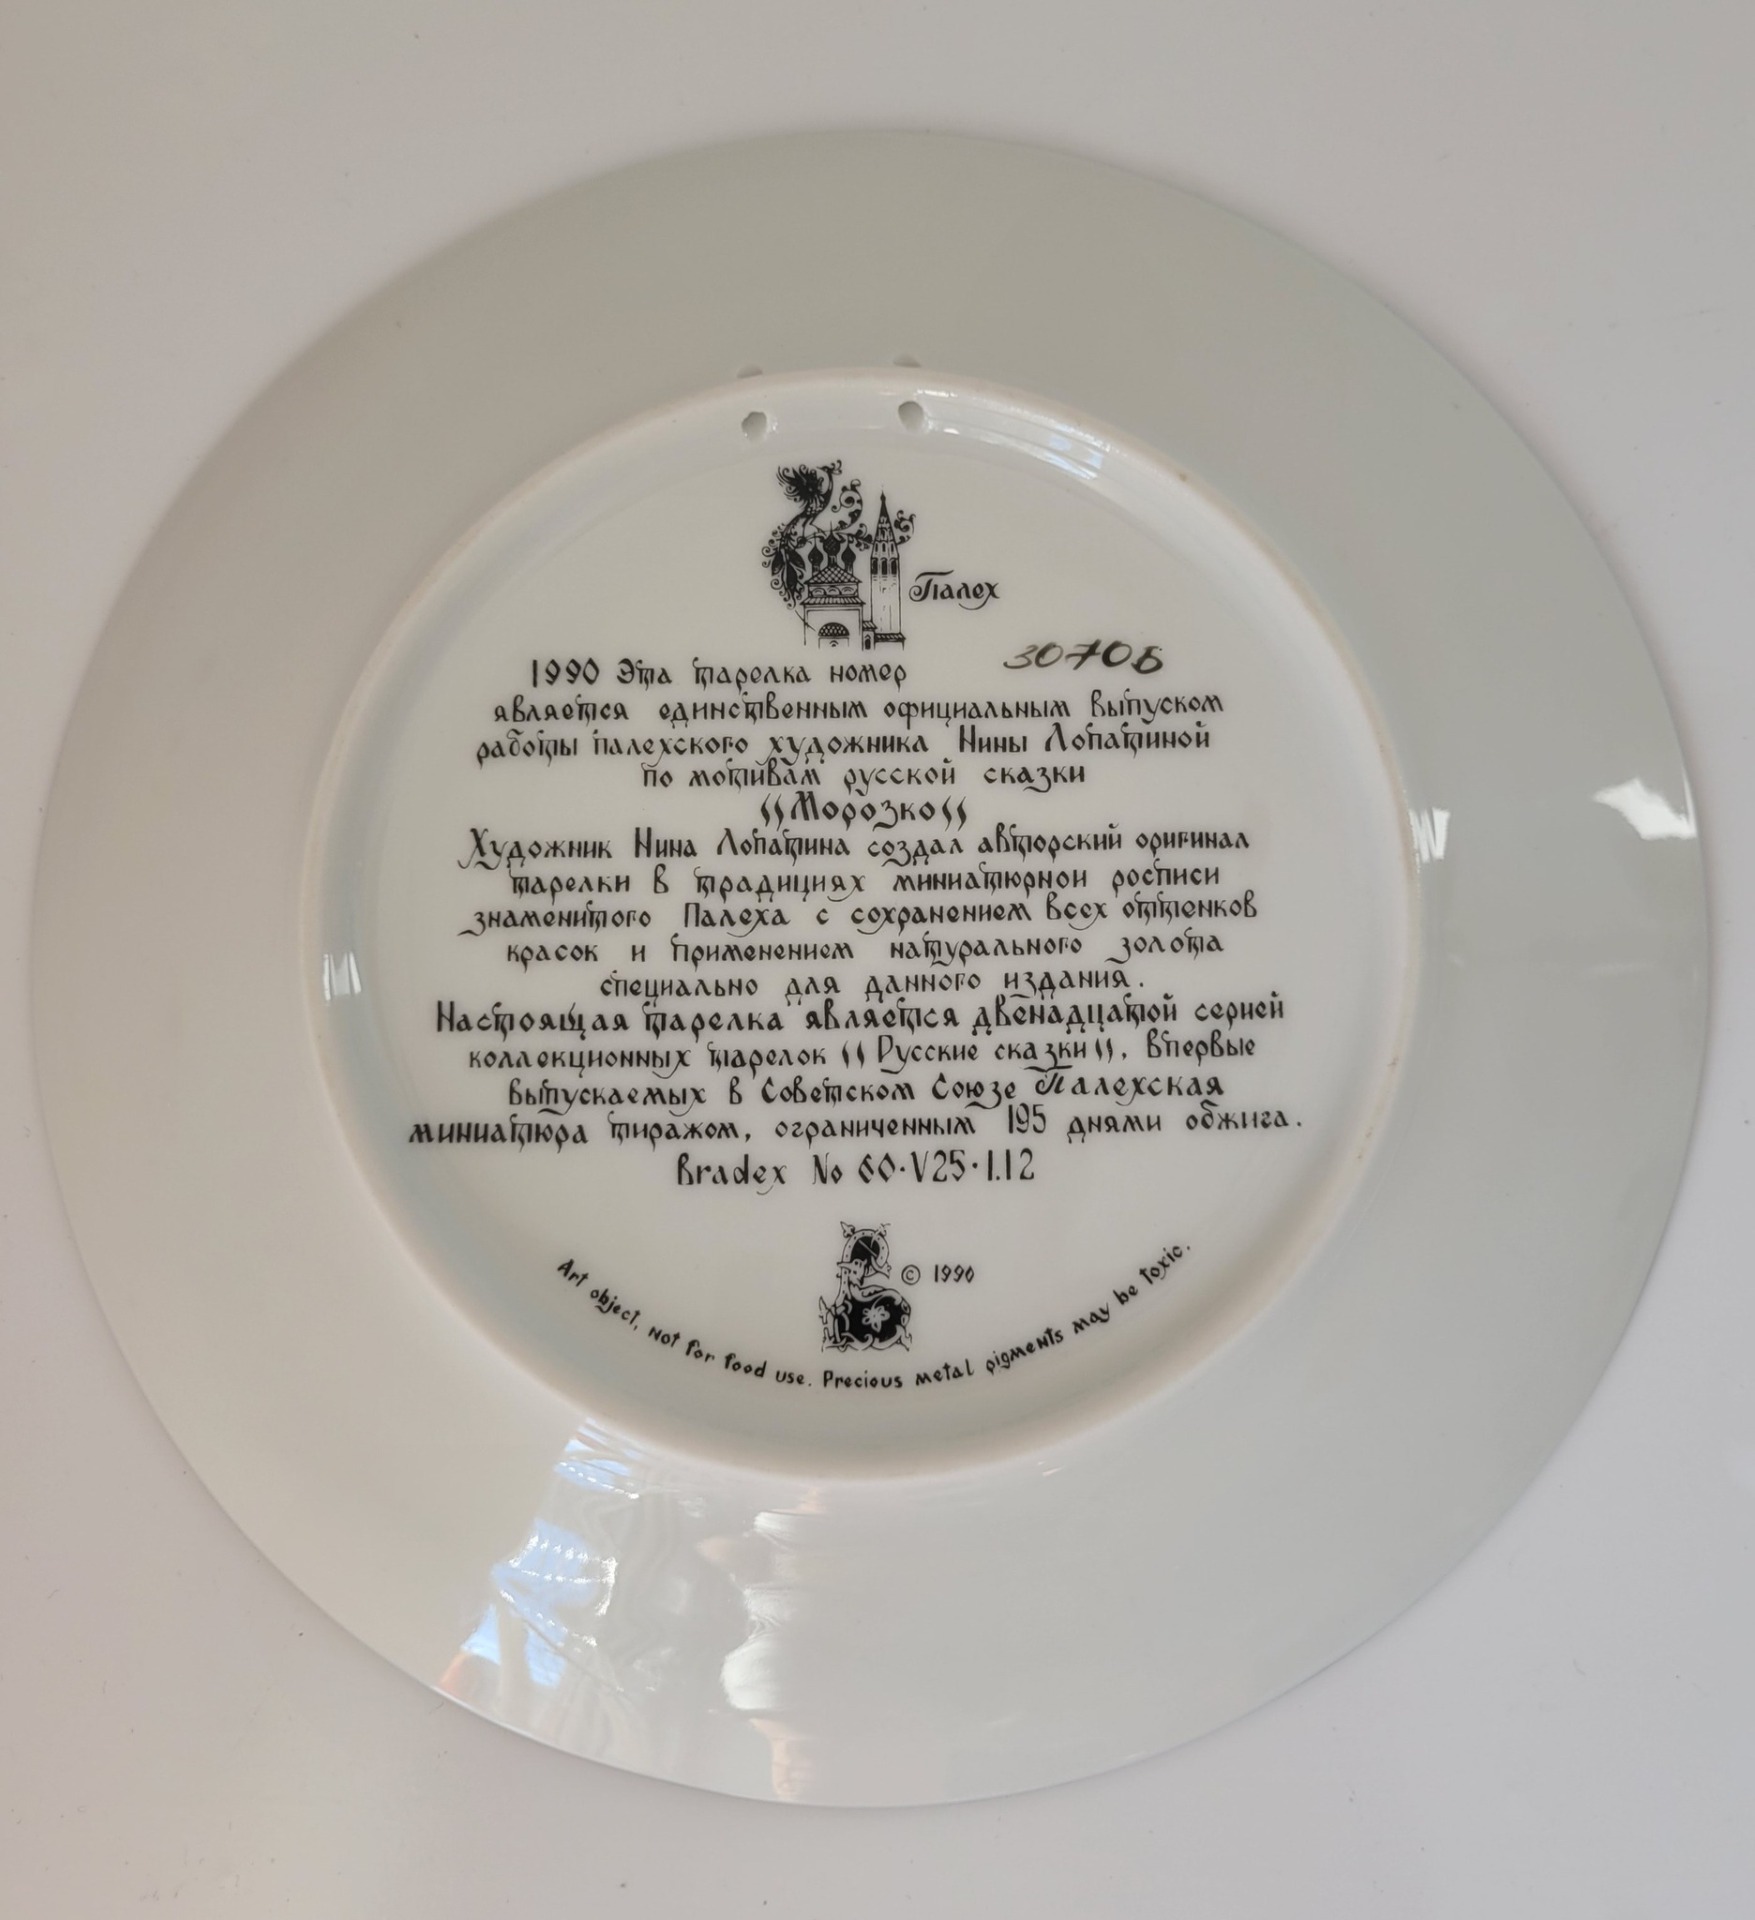 Палех
30706
1990 Эта тарелка номер
является единственным официальным выпуском
работы палехского художника Нины Лопатиной
по мотивам русской сказки
"Морозко"
Художник Нина Лопатина создал авторский оригинал
тарелки в традициях миниатюрной росписи
знаменитого Палеха с сохранением всех оттенков
красок и применением натурального золота
специально для данного издания.
Настоящая тарелка является двенадцатой серией
коллекционных тарелок "Русские сказки", впервые
выпускаемых в Советском Союзе Палехская
миниатюра тиражом, ограниченным 195 днями обжига.
Bradex No 60·V25·1.12
© 1990
Art object, not for food use. Precious metal pigments may be toxic.